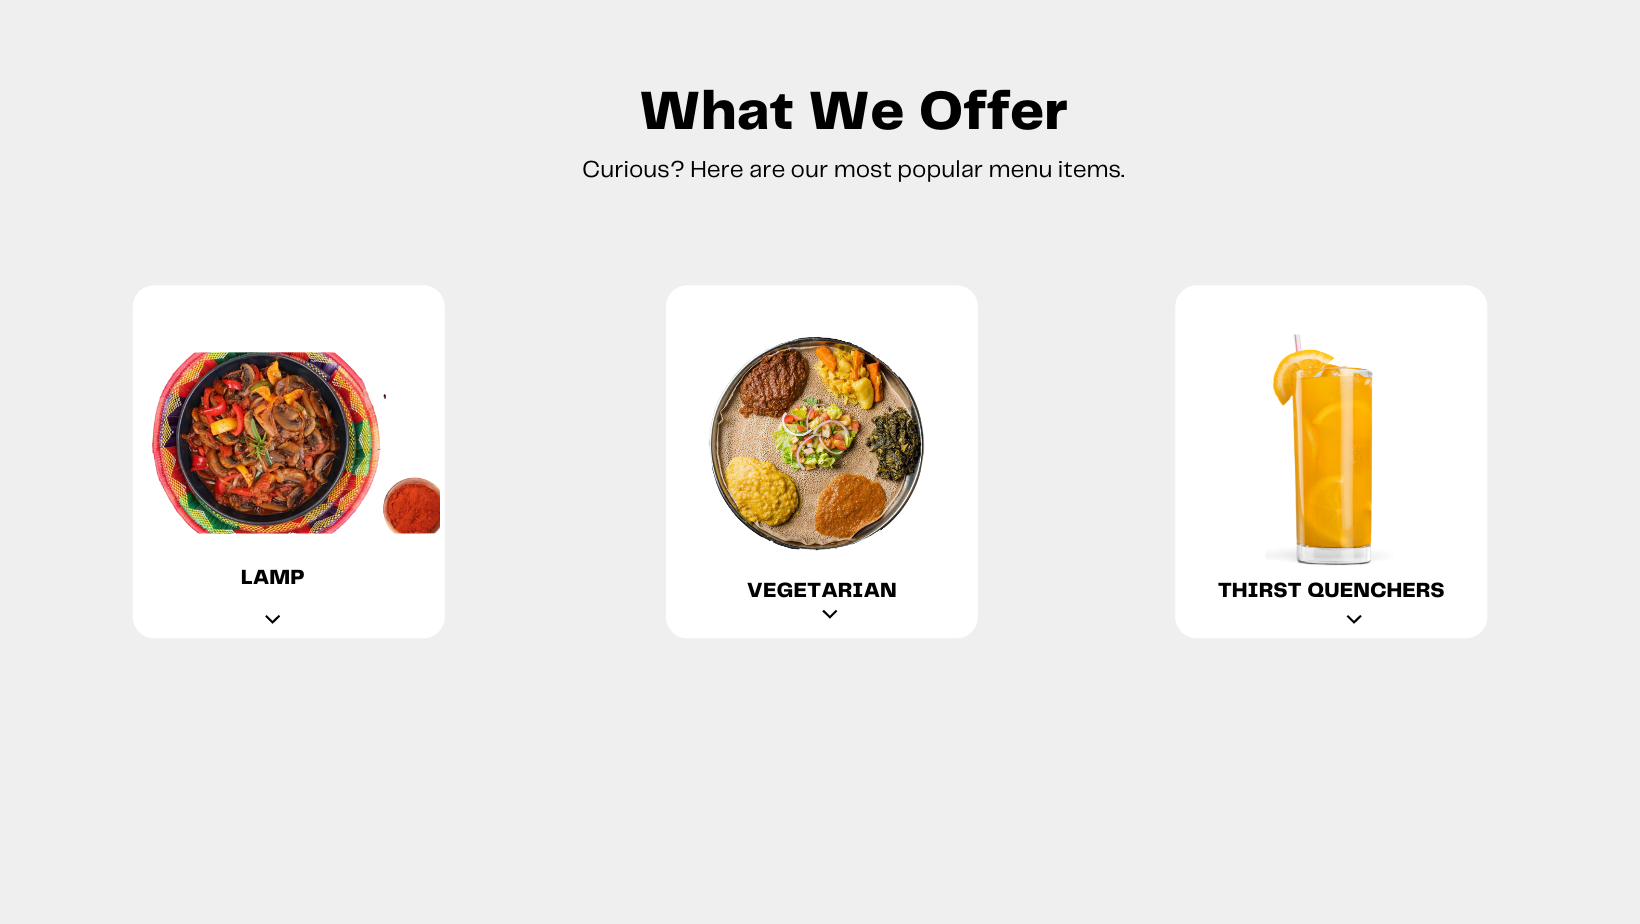 What We Offer
Curious? Here are our most popular menu items.
LAMP
VEGETARIAN
THIRST QUENCHERS